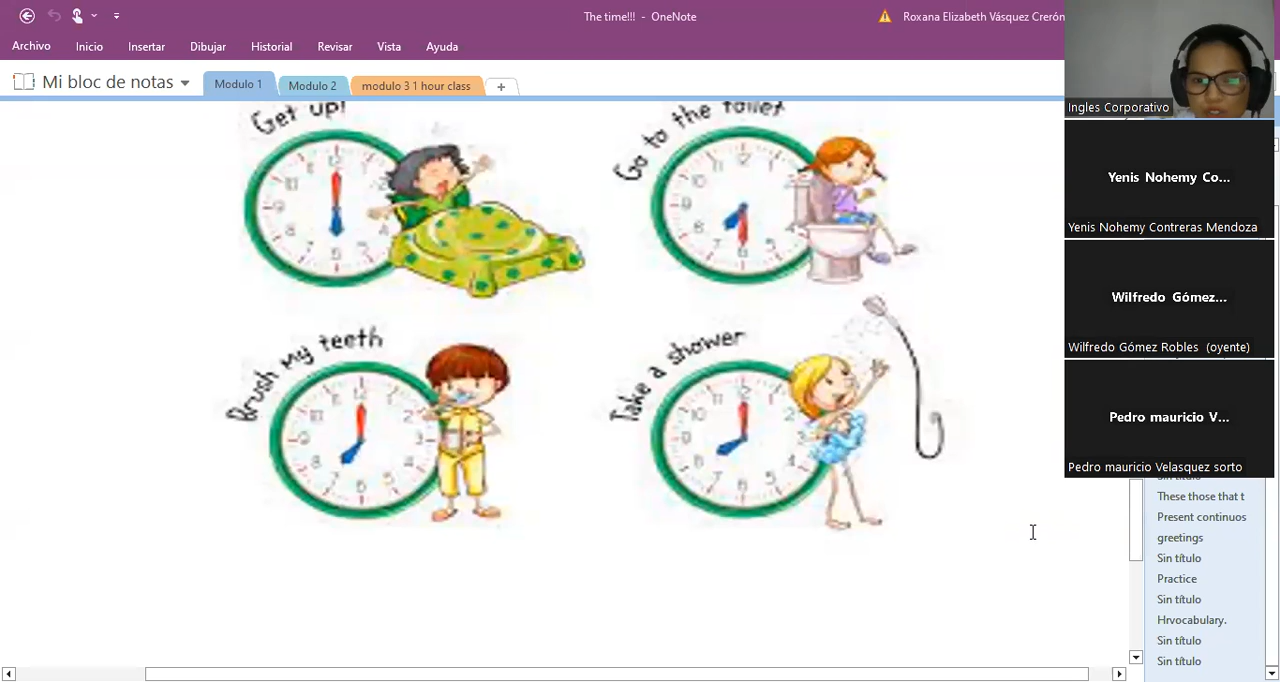 The time!!! - OneNote
Roxana Elizabeth Vásquez Crerón
Archivo Inicio Insertar Dibujar Historial Revisar Vista Ayuda
Mi bloc de notas Modulo 1 Modulo 2 modulo 3 1 hour class +
Get up!
Go to the toilet
Brush my teeth
Take a shower
Ingles Corporativo
Yenis Nohemy Co...
Yenis Nohemy Contreras Mendoza
Wilfredo Gómez...
Wilfredo Gómez Robles (oyente)
Pedro mauricio V...
Pedro mauricio Velasquez sorto
Sin título
These those that t
Present continuos
greetings
Sin título
Practice
Sin título
Hrvocabulary.
Sin título
Sin título